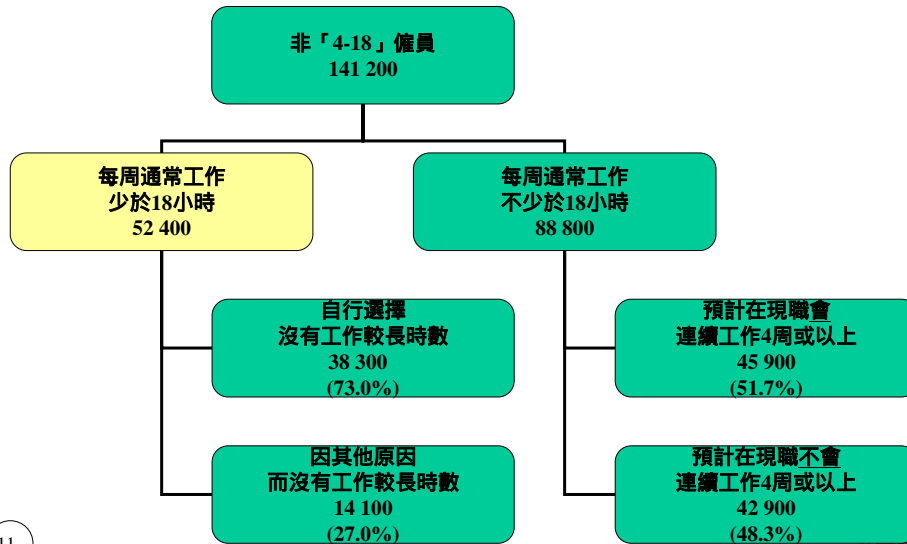 非「4-18」僱員
141 200
每周通常工作
少於18小時
52 400
每周通常工作
不少於18小時
88 800
自行選擇
沒有工作較長時數
38 300
(73.0%)
預計在現職會
連續工作4周或以上
45 900
(51.7%)
因其他原因
而沒有工作較長時數
14 100
(27.0%)
預計在現職不會
連續工作4周或以上
42 900
(48.3%)
11